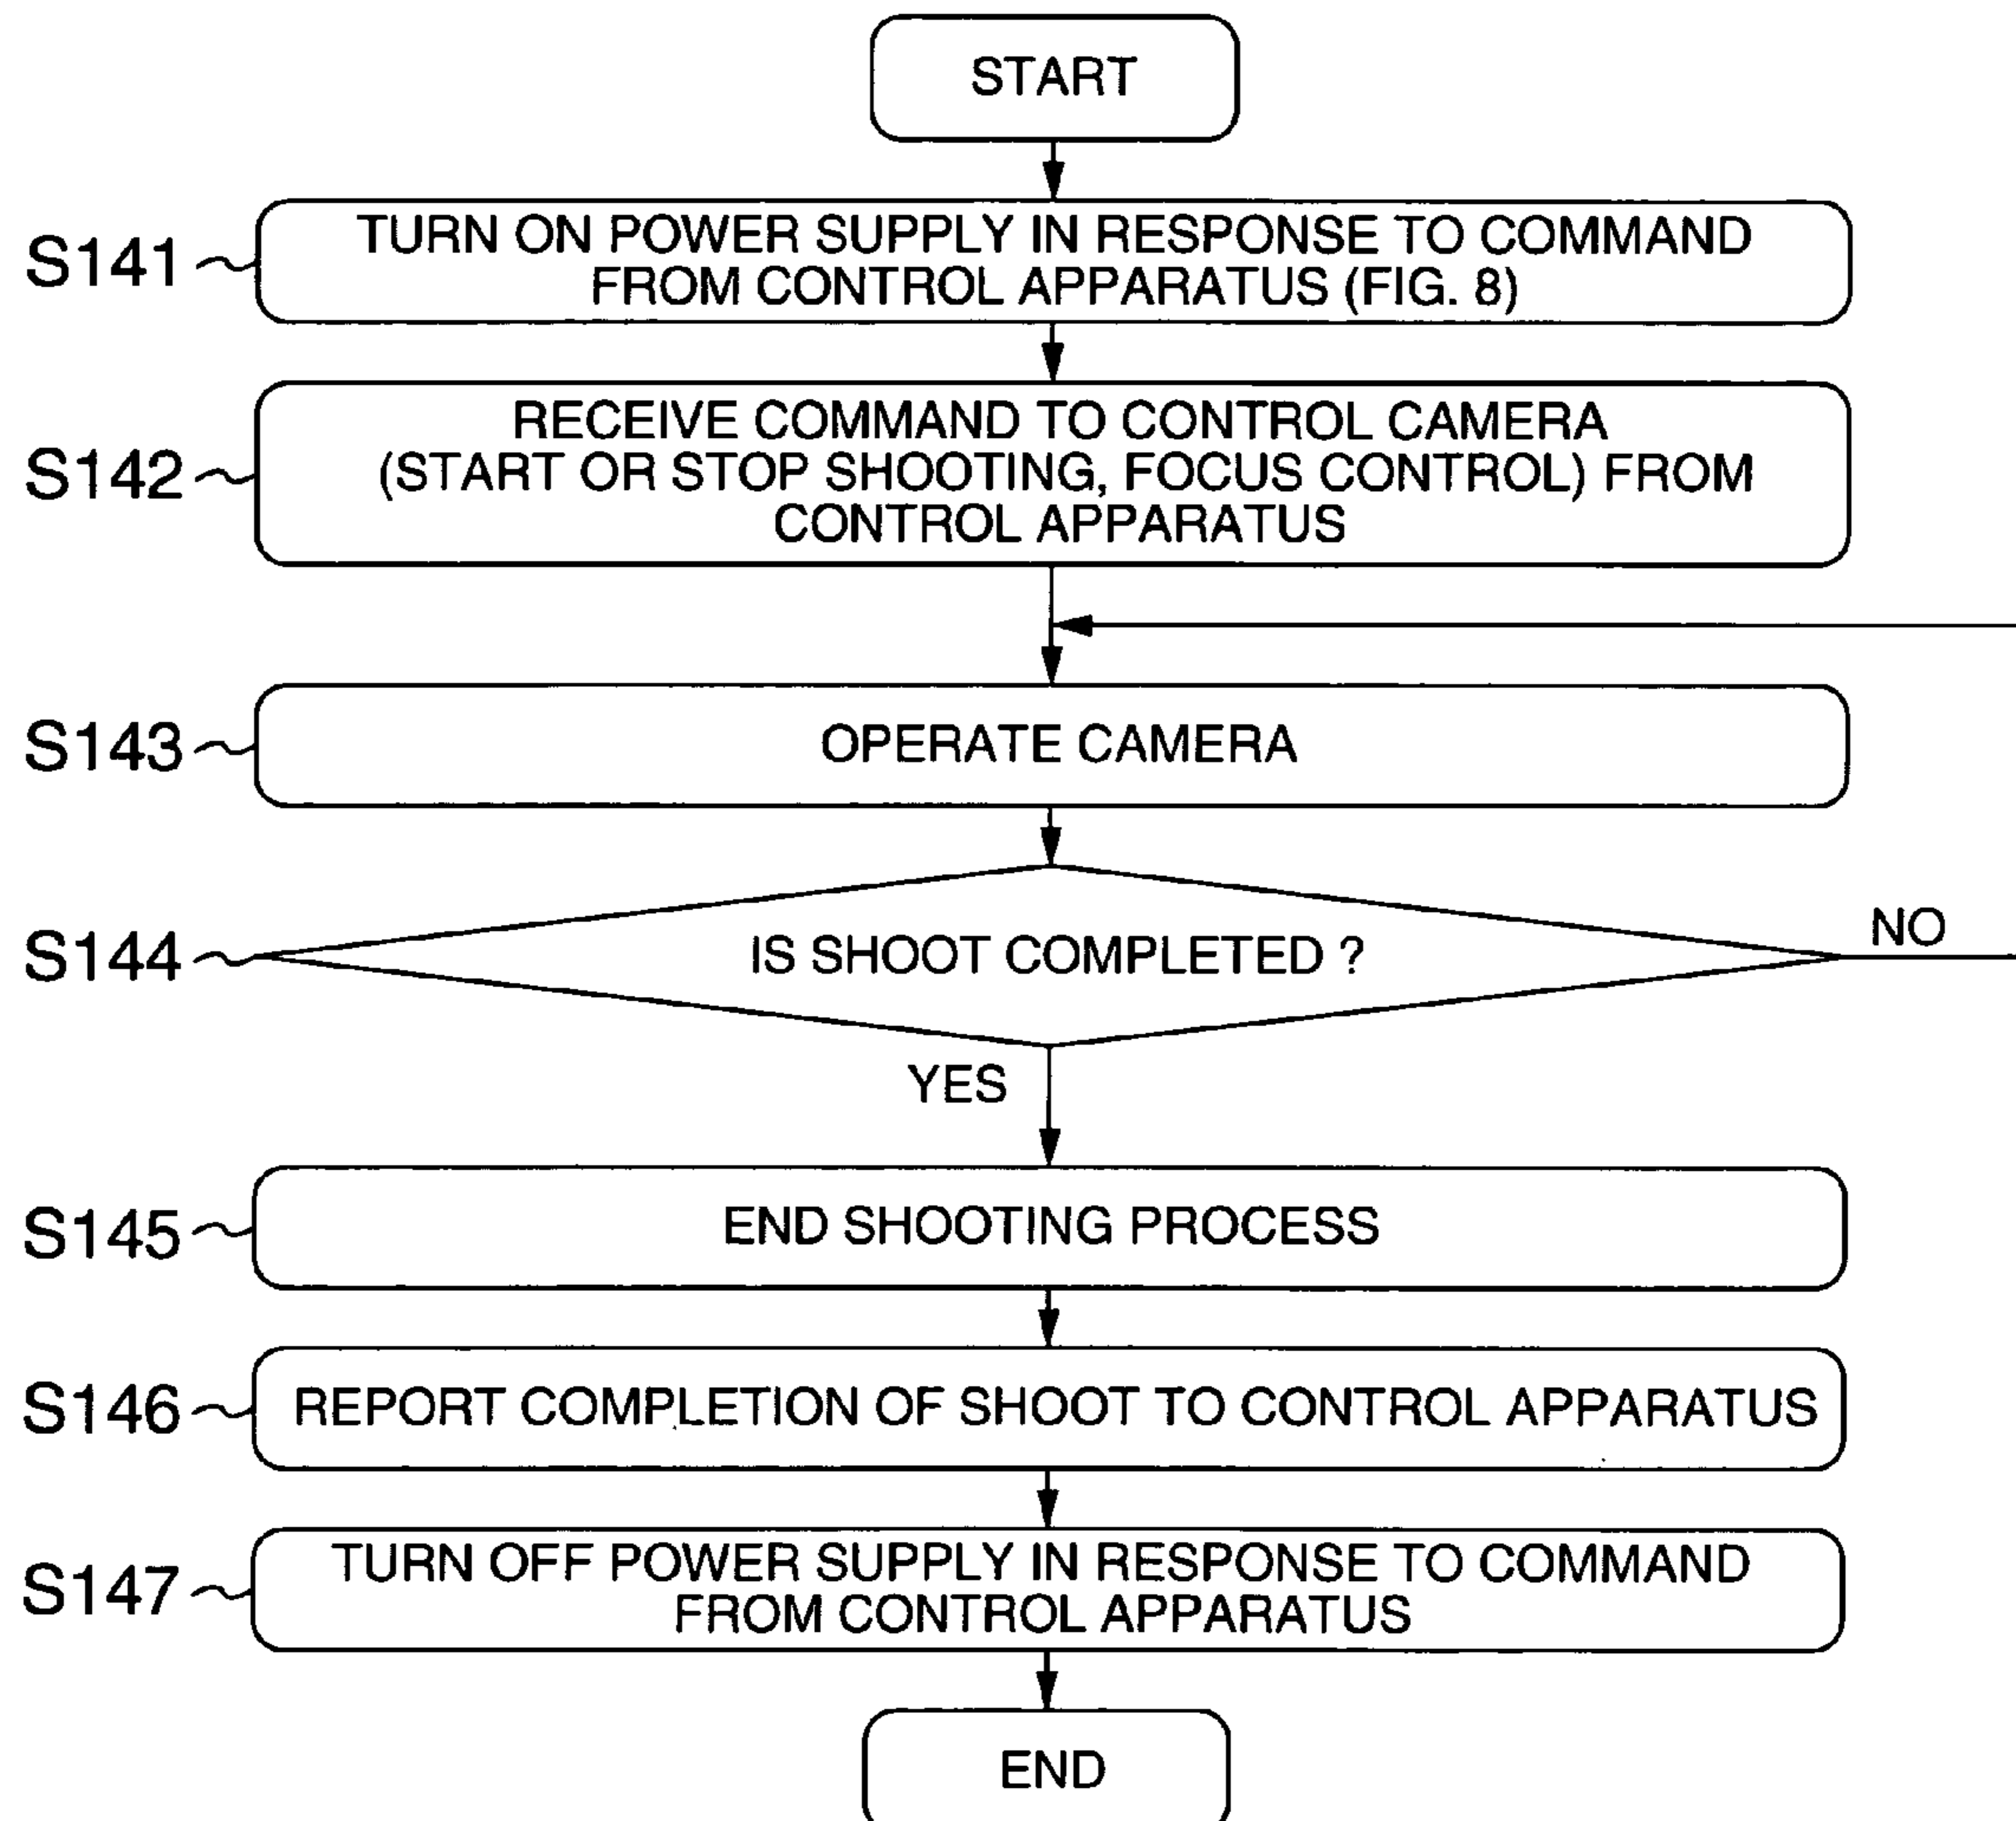 START
S141
TURN ON POWER SUPPLY IN RESPONSE TO COMMAND
FROM CONTROL APPARATUS (FIG. 8)
S142
RECEIVE COMMAND TO CONTROL CAMERA
(START OR STOP SHOOTING, FOCUS CONTROL) FROM
CONTROL APPARATUS
S143
OPERATE CAMERA
S144
IS SHOOT COMPLETED ?
NO
YES
S145
END SHOOTING PROCESS
S146
REPORT COMPLETION OF SHOOT TO CONTROL APPARATUS
S147
TURN OFF POWER SUPPLY IN RESPONSE TO COMMAND
FROM CONTROL APPARATUS
END